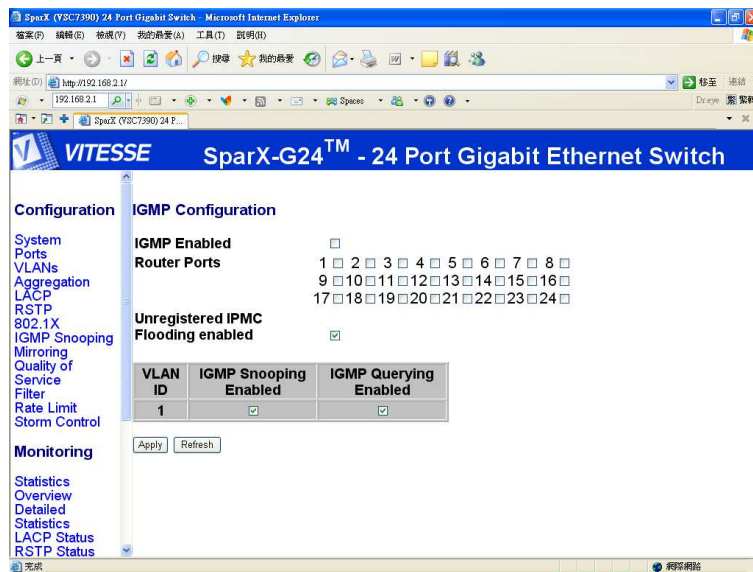 SparX (VSC7390) 24 Port Gigabit Switch - Microsoft Internet Explorer
檔案(F) 編輯(E) 檢視(V) 我的最愛(A) 工具(T) 說明(H)
上一頁 搜尋 我的最愛
網址(D) http://192.168.2.1/ 移至 連結
192.168.2.1 Spaces Dr.eye
SparX (VSC7390) 24 P...
VITESSE SparX-G24TM - 24 Port Gigabit Ethernet Switch
Configuration
System
Ports
VLANs
Aggregation
LACP
RSTP
802.1X
IGMP Snooping
Mirroring
Quality of
Service
Filter
Rate Limit
Storm Control
Monitoring
Statistics
Overview
Detailed
Statistics
LACP Status
RSTP Status
IGMP Configuration
IGMP Enabled
Router Ports 1 2 3 4 5 6 7 8
9 10 11 12 13 14 15 16
17 18 19 20 21 22 23 24
Unregistered IPMC
Flooding enabled
VLAN ID IGMP Snooping Enabled IGMP Querying Enabled
1
Apply Refresh
完成 網際網路